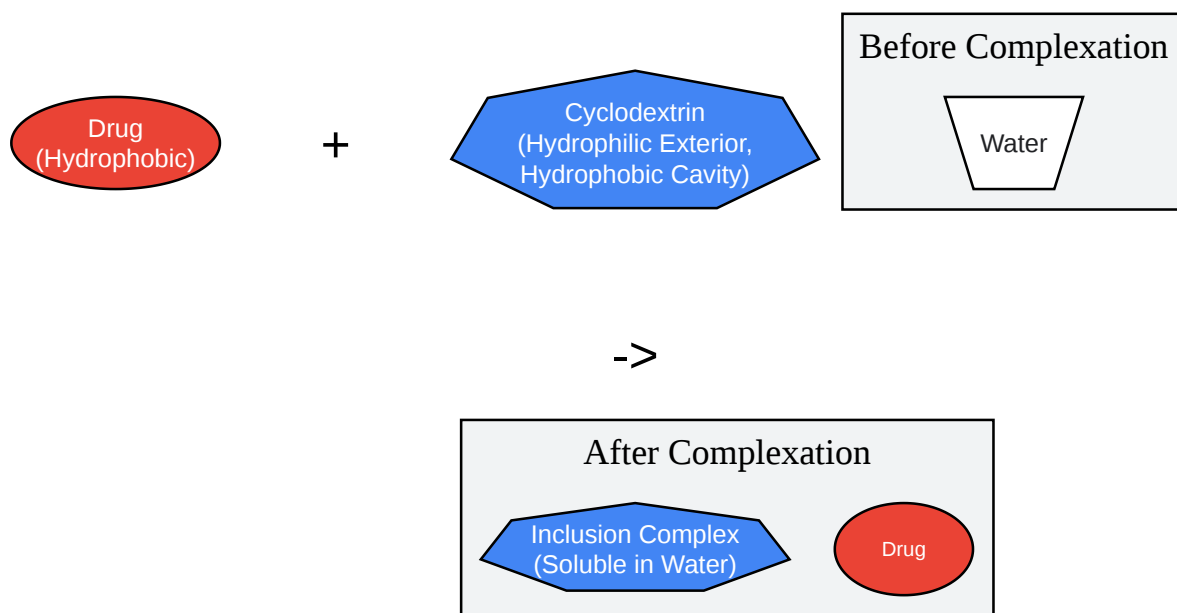 Before Complexation
Drug
(Hydrophobic)
+
Cyclodextrin
(Hydrophilic Exterior,
Hydrophobic Cavity)
Water
->
After Complexation
Inclusion Complex
(Soluble in Water)
Drug